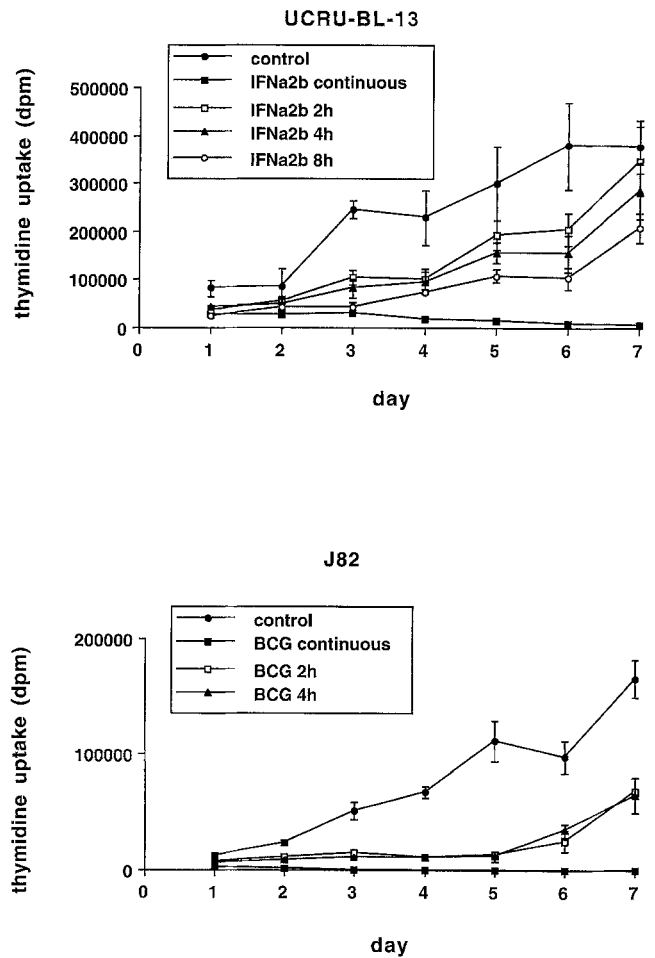 UCRU-BL-13
control
IFNa2b continuous
IFNa2b 2h
IFNa2b 4h
IFNa2b 8h
thymidine uptake (dpm)
500000
400000
300000
200000
100000
0
0 1 2 3 4 5 6 7
day
J82
control
BCG continuous
BCG 2h
BCG 4h
thymidine uptake (dpm)
200000
100000
0
0 1 2 3 4 5 6 7
day